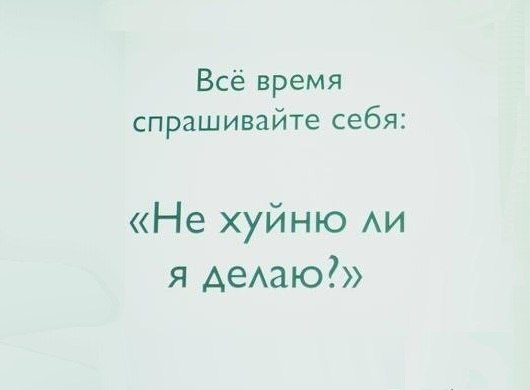 Всё время
спрашивайте себя:
«Не хуйню ли
я делаю?»